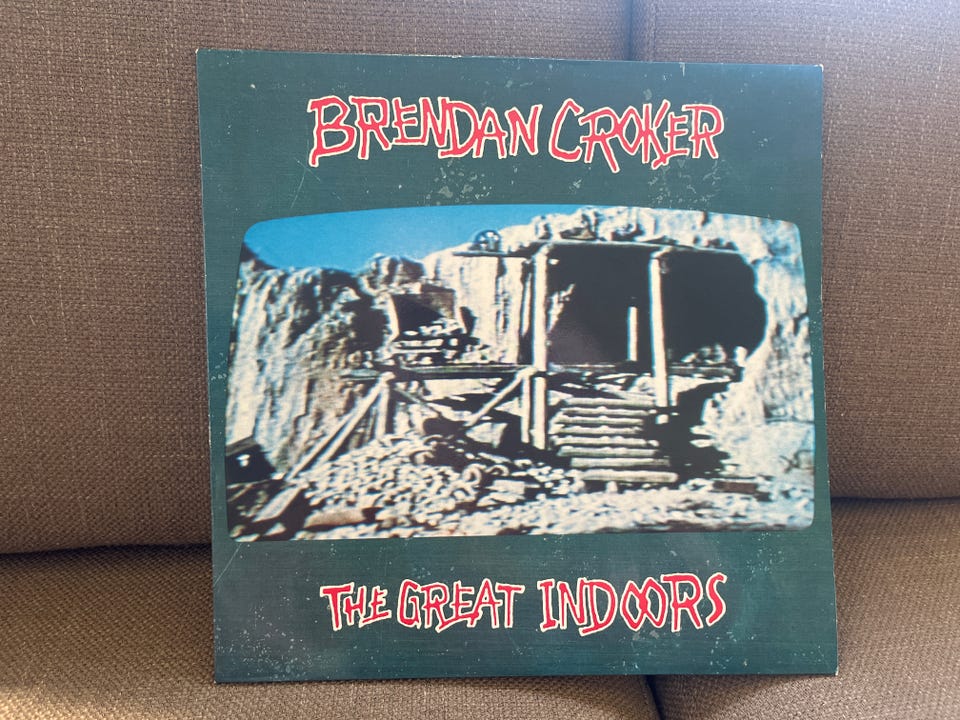 BRENDAN CROKER
THE GREAT INDOORS